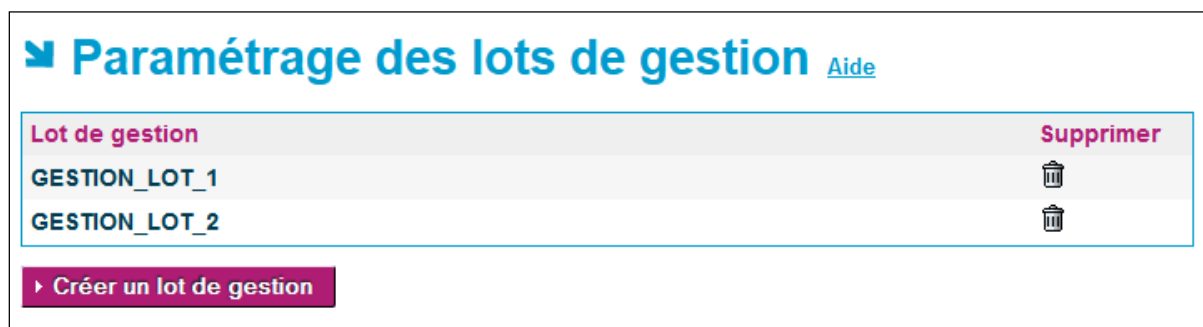 Paramétrage des lots de gestion Aide
Lot de gestion Supprimer
GESTION_LOT_1
GESTION_LOT_2
Créer un lot de gestion